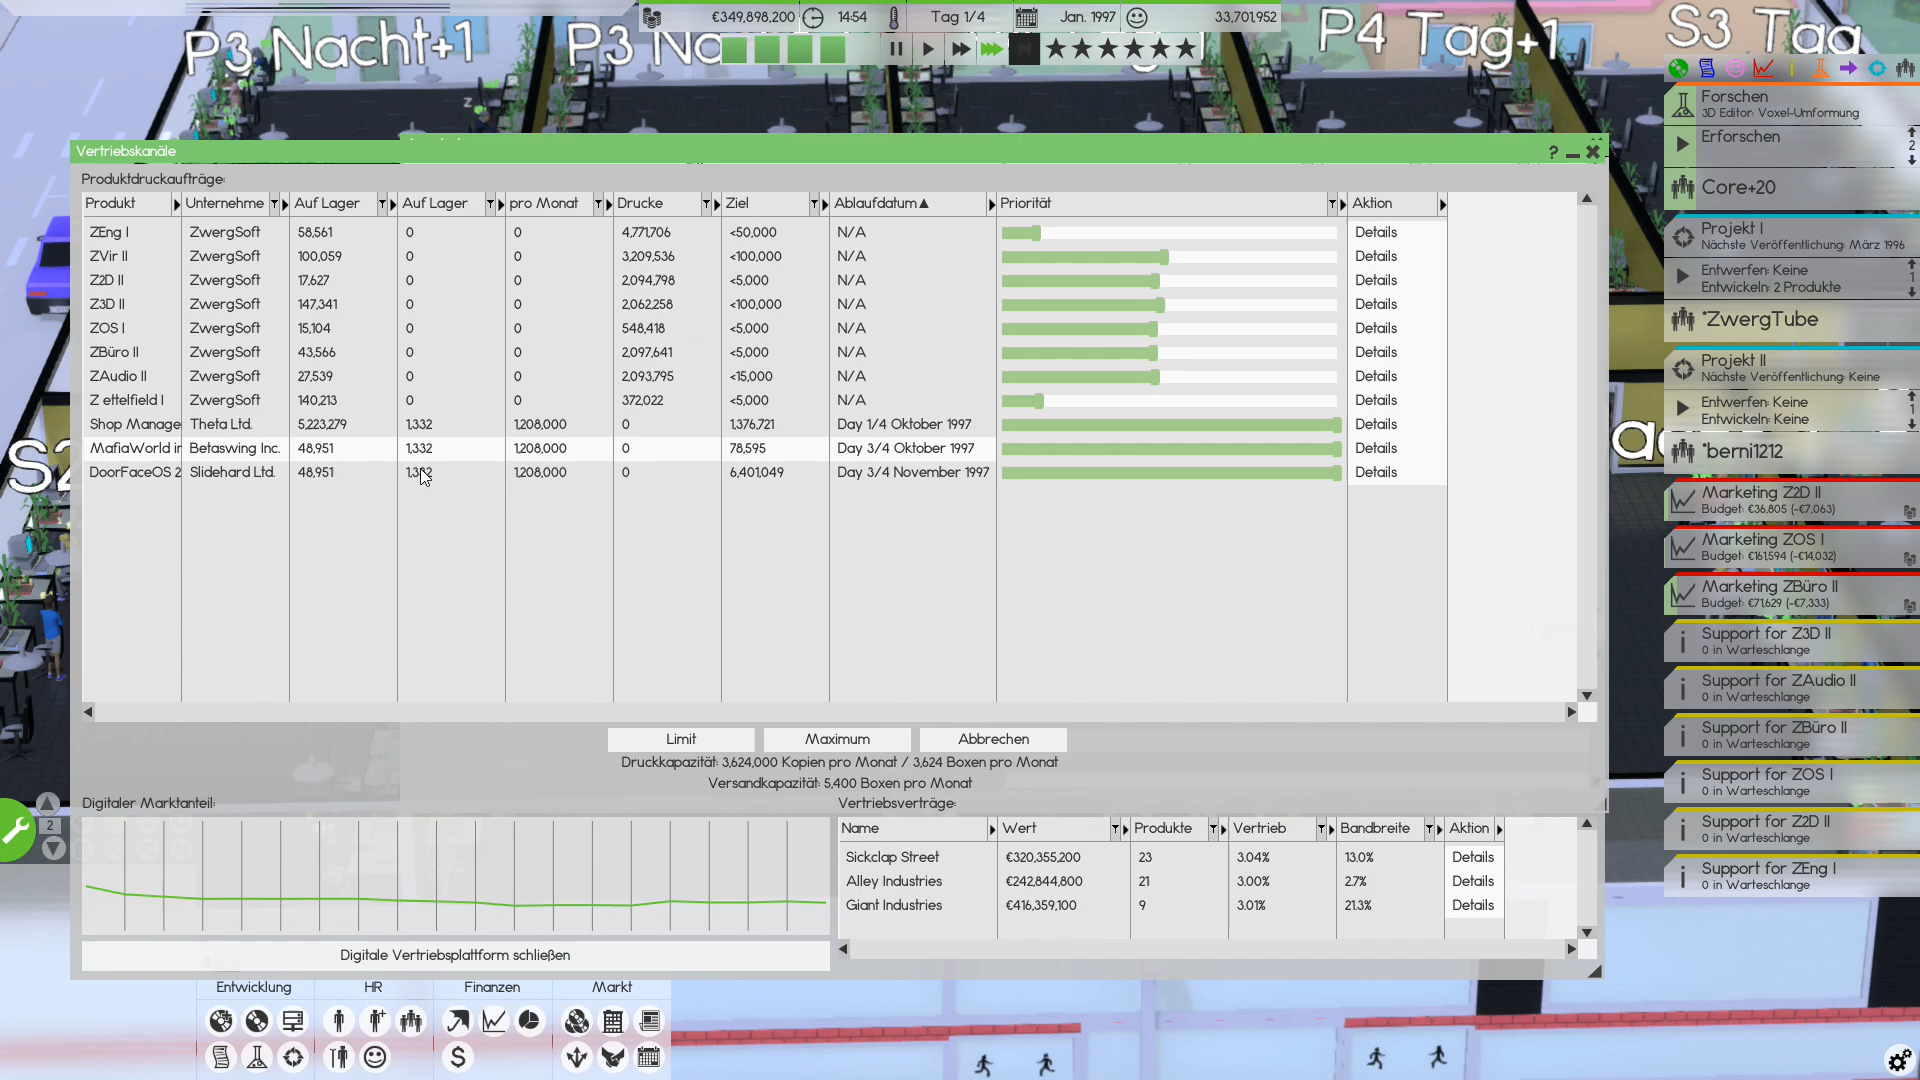 P3 Nacht+1
P4 Tag+1
S3 Tag
€349,898,200
14:54
Tag 1/4
Jan. 1997
33,701,952
Vertriebskanäle
?
Produktdruckaufträge:
Produkt Unternehme Auf Lager Auf Lager pro Monat Drucke Ziel Ablaufdatum Priorität Aktion
ZEng I ZwergSoft 58,561 0 0 4,771,706 <50,000 N/A Details
ZVir II ZwergSoft 100,059 0 0 3,209,536 <100,000 N/A Details
Z2D II ZwergSoft 17,627 0 0 2,094,798 <5,000 N/A Details
Z3D II ZwergSoft 147,341 0 0 2,062,258 <100,000 N/A Details
ZOS I ZwergSoft 15,104 0 0 548,418 <5,000 N/A Details
ZBüro II ZwergSoft 43,566 0 0 2,097,641 <5,000 N/A Details
ZAudio II ZwergSoft 27,539 0 0 2,093,795 <15,000 N/A Details
Z ettelfield I ZwergSoft 140,213 0 0 372,022 <5,000 N/A Details
Shop Manage Theta Ltd. 5,223,279 1,332 1,208,000 0 1,376,721 Day 1/4 Oktober 1997 Details
MafiaWorld in Betaswing Inc. 48,951 1,332 1,208,000 0 78,595 Day 3/4 Oktober 1997 Details
DoorFaceOS 2 Slidehard Ltd. 48,951 1,208,000 0 6,401,049 Day 3/4 November 1997 Details
Limit Maximum Abbrechen
Druckkapazität: 3,624,000 Kopien pro Monat / 3,624 Boxen pro Monat
Versandkapazität: 5,400 Boxen pro Monat
Digitaler Marktanteil:
Digitale Vertriebsplattform schließen
Vertriebsverträge:
Name Wert Produkte Vertrieb Bandbreite Aktion
Sickclap Street €320,355,200 23 3.04% 13.0% Details
Alley Industries €242,844,800 21 3.00% 2.7% Details
Giant Industries €416,359,100 9 3.01% 21.3% Details
Forschen
3D Editor: Voxel-Umformung
Erforschen
2
Core+20
Projekt I
Nächste Veröffentlichung: März 1996
Entwerfen: Keine
Entwickeln: 2 Produkte
1
*ZwergTube
Projekt II
Nächste Veröffentlichung: Keine
Entwerfen: Keine
Entwickeln: Keine
1
*berni1212
Marketing Z2D II
Budget: €36,805 (-€7,063)
Marketing ZOS I
Budget: €161,594 (-€14,032)
Marketing ZBüro II
Budget: €71,629 (-€7,333)
Support for Z3D II
0 in Warteschlange
Support for ZAudio II
0 in Warteschlange
Support for ZBüro II
0 in Warteschlange
Support for ZOS I
0 in Warteschlange
Support for Z2D II
0 in Warteschlange
Support for ZEng I
0 in Warteschlange
2
Entwicklung HR Finanzen Markt